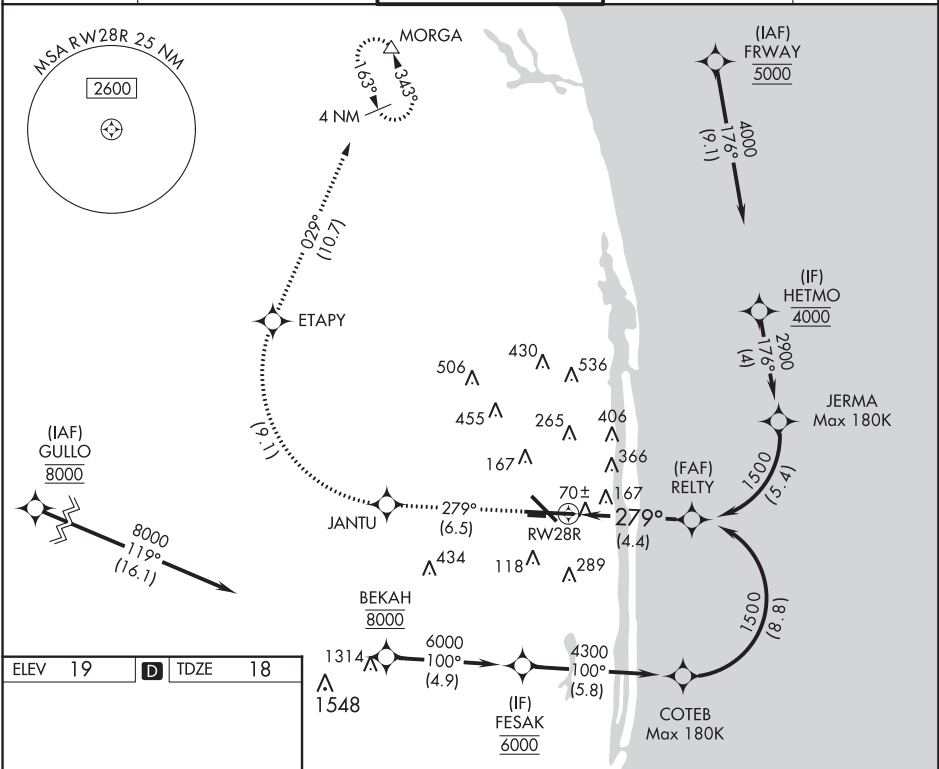 MSA RW28R 25 NM
2600
MORGA
163°
343°
4 NM
(IAF)
FRWAY
5000
4000
176°
(9.1)
029°
(10.7)
ETAPY
(IF)
HETMO
4000
2900
176°
(4)
JERMA
Max 180K
1500
(5.4)
506
430
536
455
265
406
167
366
(9.1)
(IAF)
GULLO
8000
8000
119°
(16.1)
JANTU
279°
(6.5)
70±
167
RW28R
279°
(4.4)
(FAF)
RELTY
434
118
289
1500
(8.8)
BEKAH
8000
1314
6000
100°
(4.9)
4300
100°
(5.8)
1548
(IF)
FESAK
6000
COTEB
Max 180K
ELEV 19 D TDZE 18